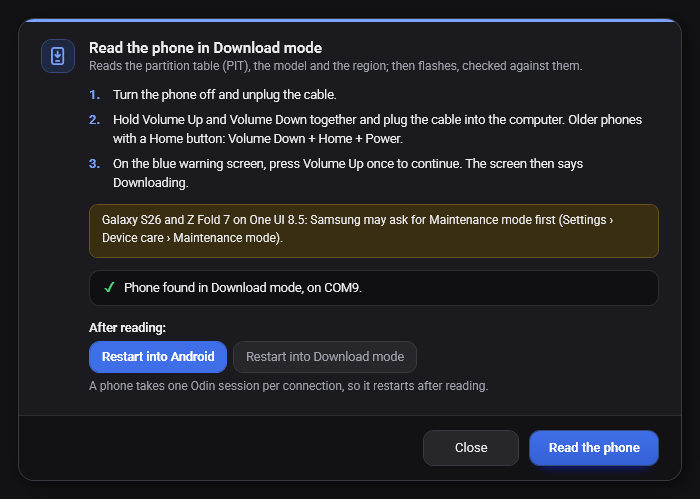 Read the phone in Download mode
Reads the partition table (PIT), the model and the region; then flashes, checked against them.
1. Turn the phone off and unplug the cable.
2. Hold Volume Up and Volume Down together and plug the cable into the computer. Older phones
with a Home button: Volume Down + Home + Power.
3. On the blue warning screen, press Volume Up once to continue. The screen then says
Downloading.
Galaxy S26 and Z Fold 7 on One UI 8.5: Samsung may ask for Maintenance mode first (Settings ›
Device care › Maintenance mode).
✓ Phone found in Download mode, on COM9.
After reading:
Restart into Android
Restart into Download mode
A phone takes one Odin session per connection, so it restarts after reading.
Close
Read the phone